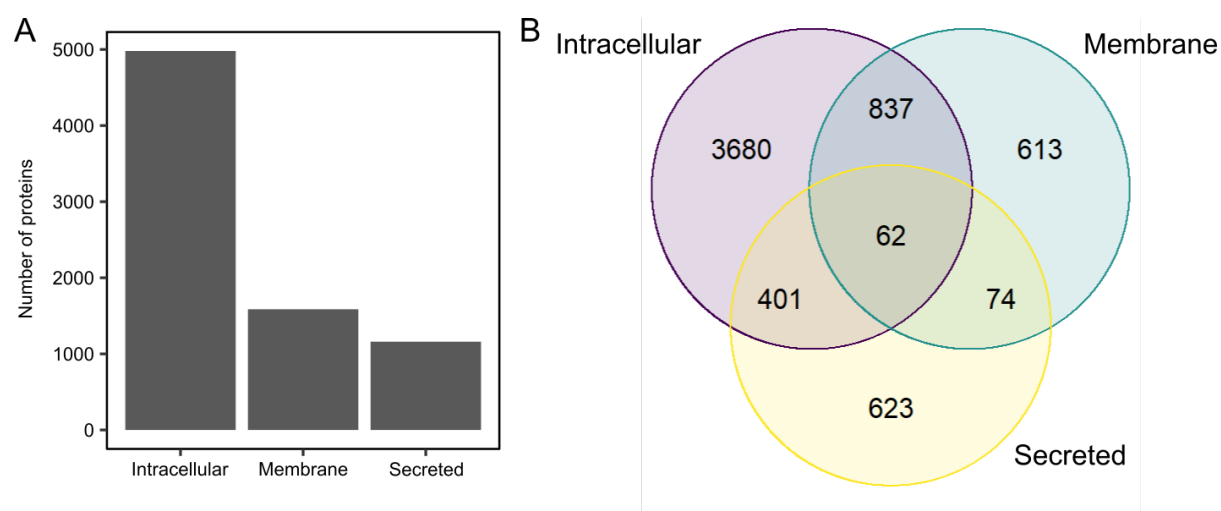 A
Number of proteins
5000
4000
3000
2000
1000
0
Intracellular Membrane Secreted
B
Intracellular Membrane
837
3680 613
62
401 74
623
Secreted